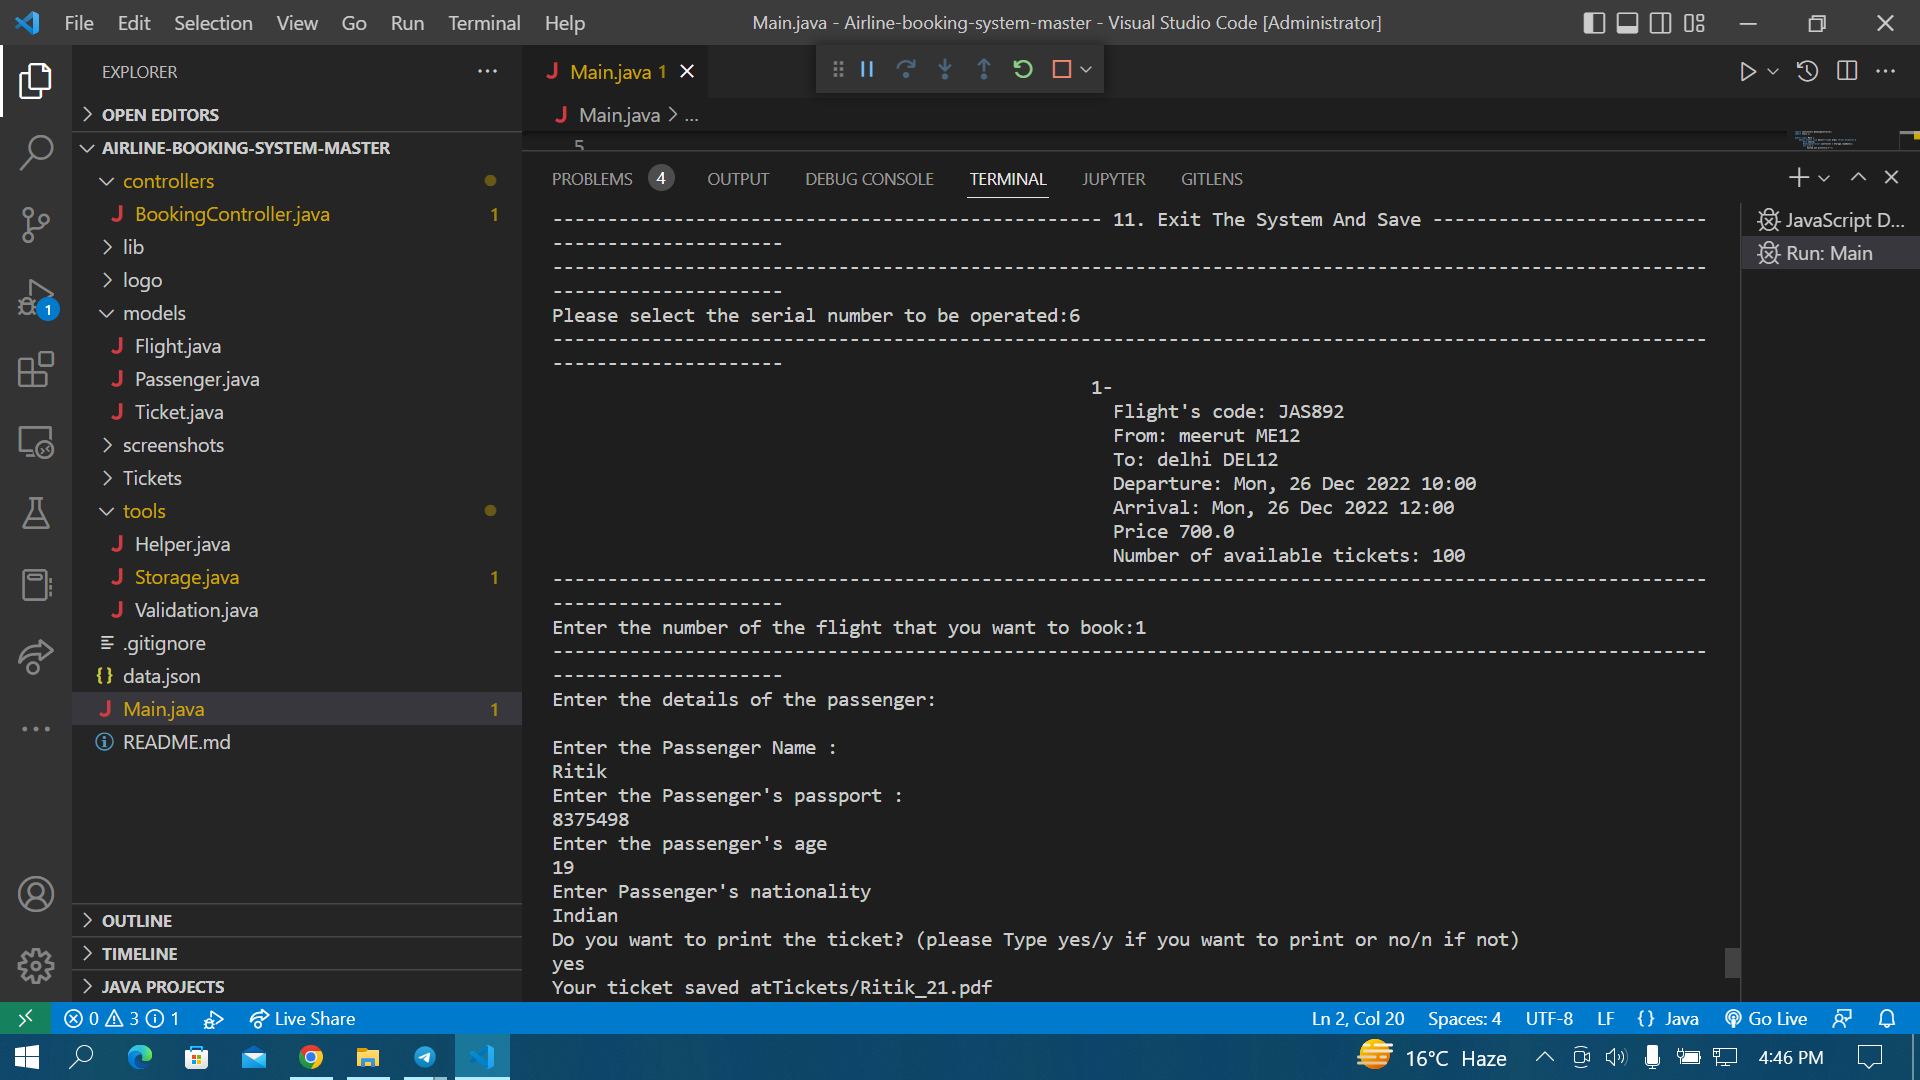 File Edit Selection View Go Run Terminal Help
Main.java - Airline-booking-system-master - Visual Studio Code [Administrator]
EXPLORER
Main.java 1
OPEN EDITORS
Main.java > ...
AIRLINE-BOOKING-SYSTEM-MASTER
5
controllers
BookingController.java 1
lib
logo
models
Flight.java
Passenger.java
Ticket.java
screenshots
Tickets
tools
Helper.java
Storage.java 1
Validation.java
.gitignore
data.json
Main.java 1
README.md
OUTLINE
TIMELINE
JAVA PROJECTS
1
PROBLEMS 4 OUTPUT DEBUG CONSOLE TERMINAL JUPYTER GITLENS
-------------------------------------------------- 11. Exit The System And Save -------------------------
---------------------
---------------------------------------------------------------------------------------------------------
---------------------
Please select the serial number to be operated:6
---------------------------------------------------------------------------------------------------------
---------------------
1-
Flight's code: JAS892
From: meerut ME12
To: delhi DEL12
Departure: Mon, 26 Dec 2022 10:00
Arrival: Mon, 26 Dec 2022 12:00
Price 700.0
Number of available tickets: 100
---------------------------------------------------------------------------------------------------------
---------------------
Enter the number of the flight that you want to book:1
---------------------------------------------------------------------------------------------------------
---------------------
Enter the details of the passenger:
Enter the Passenger Name :
Ritik
Enter the Passenger's passport :
8375498
Enter the passenger's age
19
Enter Passenger's nationality
Indian
Do you want to print the ticket? (please Type yes/y if you want to print or no/n if not)
yes
Your ticket saved atTickets/Ritik_21.pdf
JavaScript D...
Run: Main
0 3 1 Live Share
Ln 2, Col 20 Spaces: 4 UTF-8 LF {} Java Go Live
16°C Haze 4:46 PM